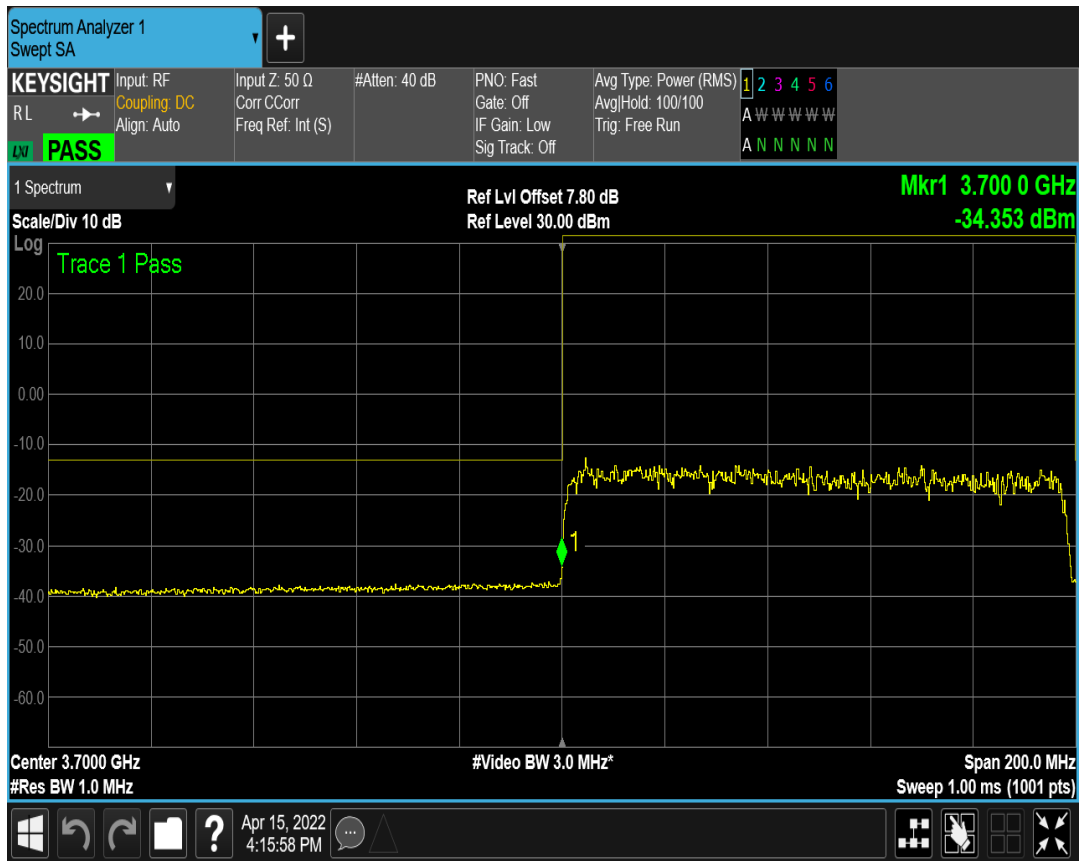 Spectrum Analyzer 1
Swept SA
+
KEYSIGHT
RL
LXI PASS
Input: RF
Coupling: DC
Align: Auto
Input Z: 50 Ω
Corr CCorr
Freq Ref: Int (S)
#Atten: 40 dB
PNO: Fast
Gate: Off
IF Gain: Low
Sig Track: Off
Avg Type: Power (RMS)
Avg|Hold: 100/100
Trig: Free Run
1 2 3 4 5 6
A W W W W W
A N N N N N
1 Spectrum
Scale/Div 10 dB
Ref Lvl Offset 7.80 dB
Ref Level 30.00 dBm
Mkr1 3.700 0 GHz
-34.353 dBm
Log
Trace 1 Pass
20.0
10.0
0.00
-10.0
-20.0
-30.0
-40.0
-50.0
-60.0
1
Center 3.7000 GHz
#Res BW 1.0 MHz
#Video BW 3.0 MHz*
Span 200.0 MHz
Sweep 1.00 ms (1001 pts)
?
Apr 15, 2022
4:15:58 PM